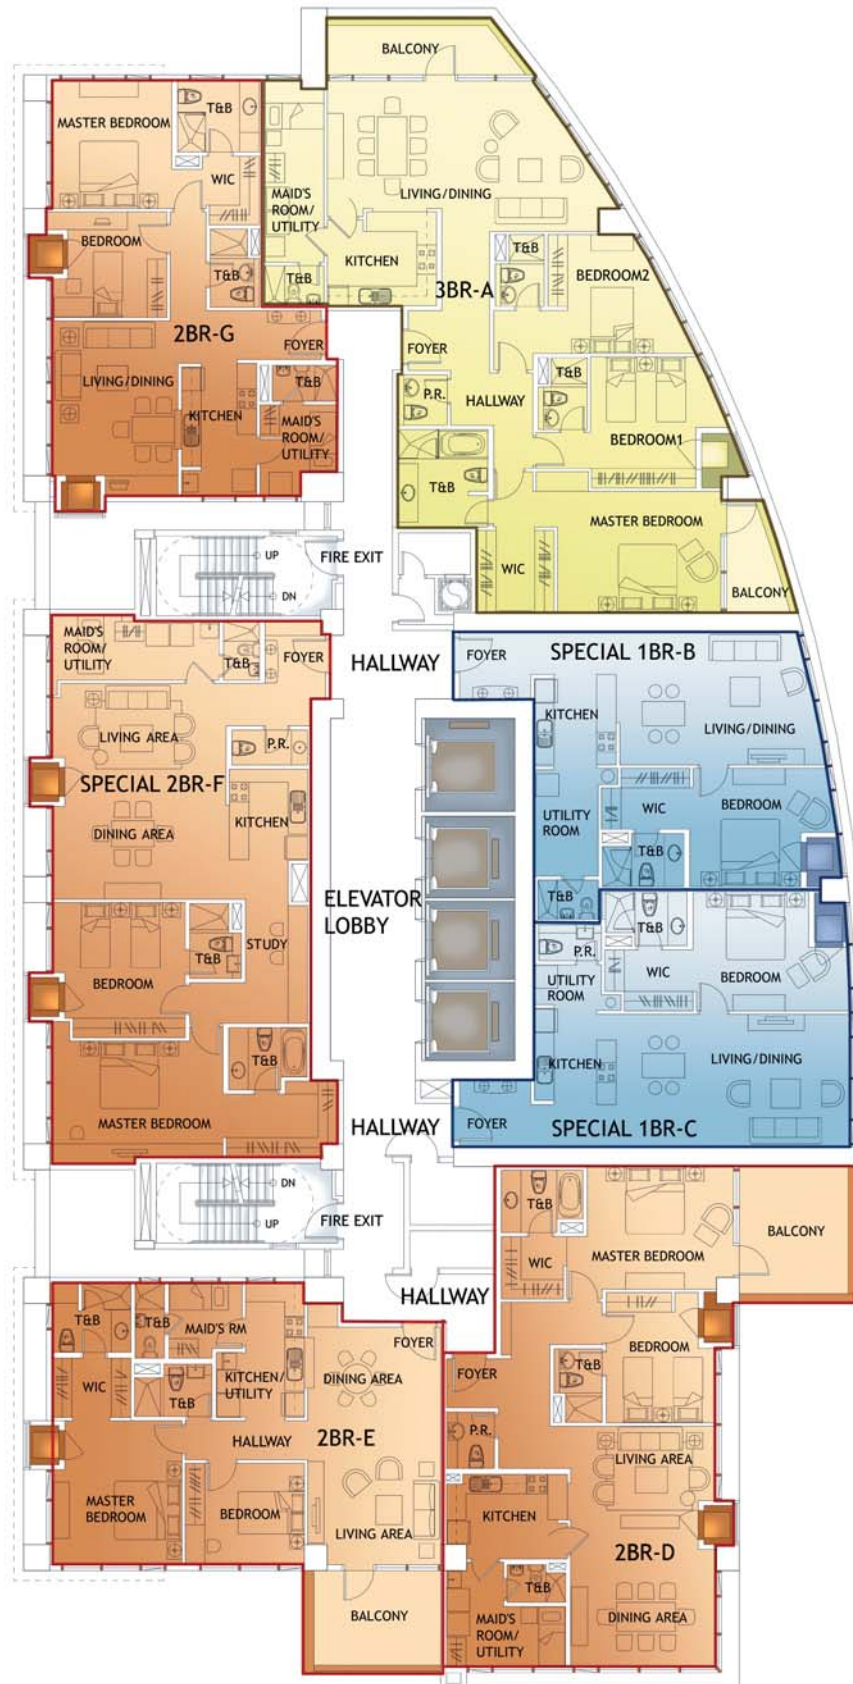 BALCONY
T&B
MASTER BEDROOM
WIC
MAID'S
ROOM/
UTILITY
LIVING/DINING
BEDROOM
T&B
KITCHEN
T&B
3BR-A
T&B
BEDROOM2
2BR-G
FOYER
FOYER
LIVING/DINING
T&B
KITCHEN
MAID'S
ROOM/
UTILITY
P.R.
HALLWAY
T&B
BEDROOM1
T&B
MASTER BEDROOM
WIC
BALCONY
UP
FIRE EXIT
DN
MAID'S
ROOM/
UTILITY
T&B
FOYER
HALLWAY
FOYER
SPECIAL 1BR-B
LIVING AREA
P.R.
KITCHEN
LIVING/DINING
SPECIAL 2BR-F
DINING AREA
KITCHEN
UTILITY
ROOM
WIC
BEDROOM
T&B
T&B
ELEVATOR
LOBBY
BEDROOM
T&B
STUDY
T&B
P.R.
UTILITY
ROOM
WIC
BEDROOM
T&B
KITCHEN
LIVING/DINING
MASTER BEDROOM
HALLWAY
FOYER
SPECIAL 1BR-C
DN
UP
FIRE EXIT
T&B
WIC
MASTER BEDROOM
BALCONY
HALLWAY
T&B
T&B
MAID'S RM
FOYER
BEDROOM
WIC
T&B
KITCHEN/
UTILITY
DINING AREA
FOYER
T&B
HALLWAY
2BR-E
P.R.
LIVING AREA
MASTER
BEDROOM
BEDROOM
LIVING AREA
KITCHEN
2BR-D
T&B
BALCONY
MAID'S
ROOM/
UTILITY
DINING AREA